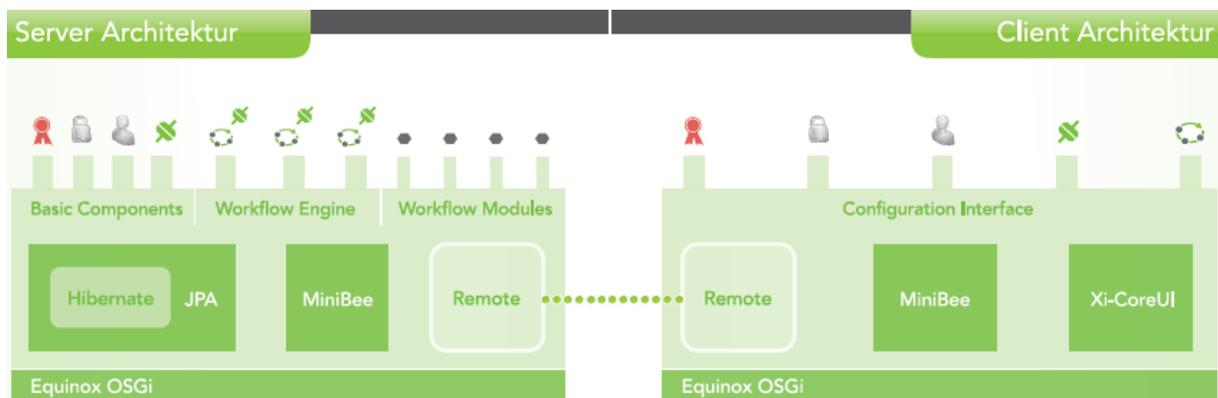 Server Architektur
Client Architektur
Basic Components
Workflow Engine
Workflow Modules
Hibernate
JPA
MiniBee
Remote
Equinox OSGi
Configuration Interface
Remote
MiniBee
Xi-CoreUI
Equinox OSGi